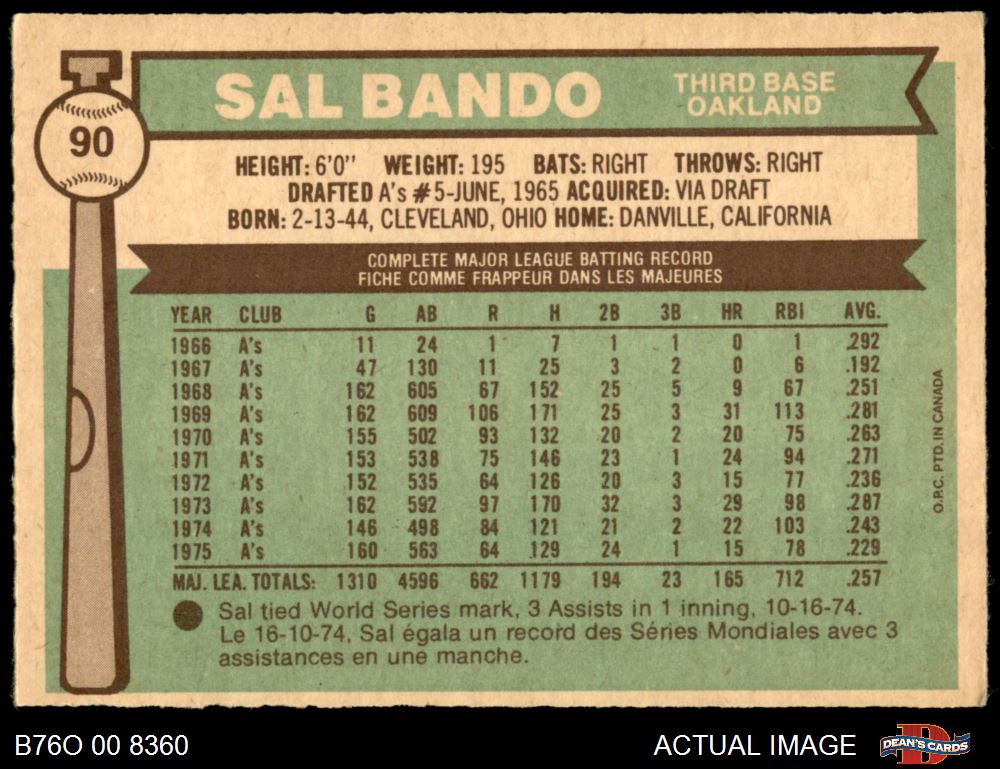 SAL BANDO
THIRD BASE
OAKLAND
90
HEIGHT: 6'0" WEIGHT: 195 BATS: RIGHT THROWS: RIGHT
DRAFTED A's #5-JUNE, 1965 ACQUIRED: VIA DRAFT
BORN: 2-13-44, CLEVELAND, OHIO HOME: DANVILLE, CALIFORNIA
COMPLETE MAJOR LEAGUE BATTING RECORD
FICHE COMME FRAPPEUR DANS LES MAJEURES
YEAR CLUB G AB R H 2B 3B HR RBI AVG.
1966 A's 11 24 1 7 1 1 0 1 .292
1967 A's 47 130 11 25 3 2 0 6 .192
1968 A's 162 605 67 152 25 5 9 67 .251
1969 A's 162 609 106 171 25 3 31 113 .281
1970 A's 155 502 93 132 20 2 20 75 .263
1971 A's 153 538 75 146 23 1 24 94 .271
1972 A's 152 535 64 126 20 3 15 77 .236
1973 A's 162 592 97 170 32 3 29 98 .287
1974 A's 146 498 84 121 21 2 22 103 .243
1975 A's 160 563 64 129 24 1 15 78 .229
MAJ. LEA. TOTALS: 1310 4596 662 1179 194 23 165 712 .257
Sal tied World Series mark, 3 Assists in 1 inning, 10-16-74.
Le 16-10-74, Sal égala un record des Séries Mondiales avec 3
assistances en une manche.
O.P.C. PTD. IN CANADA
B76O 00 8360
ACTUAL IMAGE
D
DEAN'S CARDS